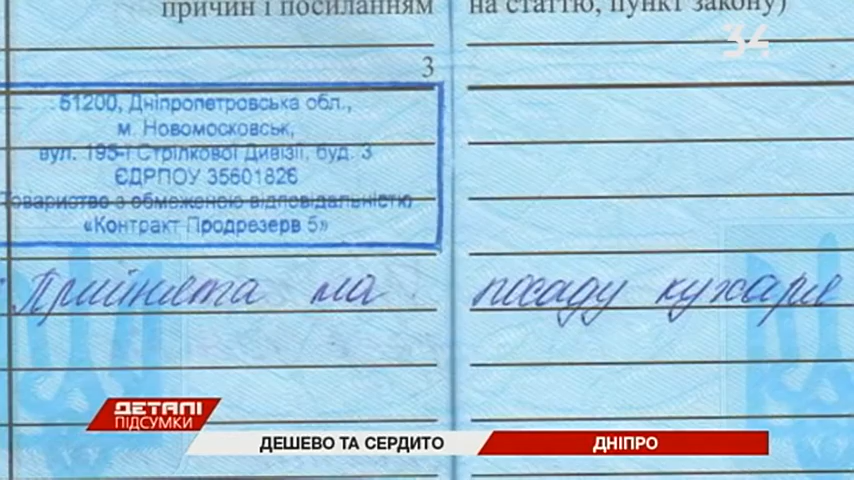 причин і посиланням на статтю, пункт закону)
34
3
51200, Дніпропетровська обл.,
м. Новомосковськ,
вул. 195-ї Стрілкової Дивізії, буд. 3
ЄДРПОУ 35601826
Товариство з обмеженою відповідальністю
«Контракт Продрезерв 5»
Прийнята на посаду кухаря
ДЕТАЛІ
ПІДСУМКИ
ДЕШЕВО ТА СЕРДИТО
ДНІПРО